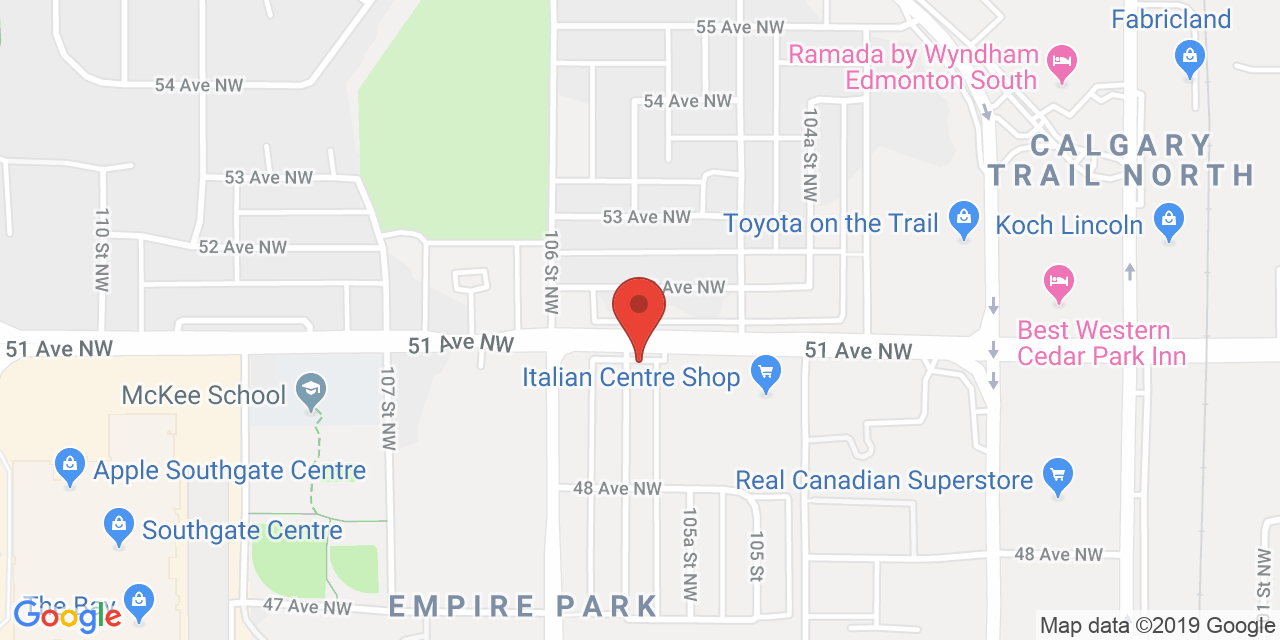 Fabricland
55 Ave NW
Ramada by Wyndham
Edmonton South
54 Ave NW
54 Ave NW
104a St NW
CALGARY
TRAIL NORTH
53 Ave NW
53 Ave NW
110 St NW
Toyota on the Trail
Koch Lincoln
52 Ave NW
106 St NW
Ave NW
51 Ave NW
51 Ave NW
51 Ave NW
Best Western
Cedar Park Inn
Italian Centre Shop
McKee School
107 St NW
Apple Southgate Centre
Real Canadian Superstore
48 Ave NW
105a St NW
105 St
Southgate Centre
48 Ave NW
The Bay
47 Ave NW
EMPIRE PARK
St NW
Google
Map data ©2019 Google